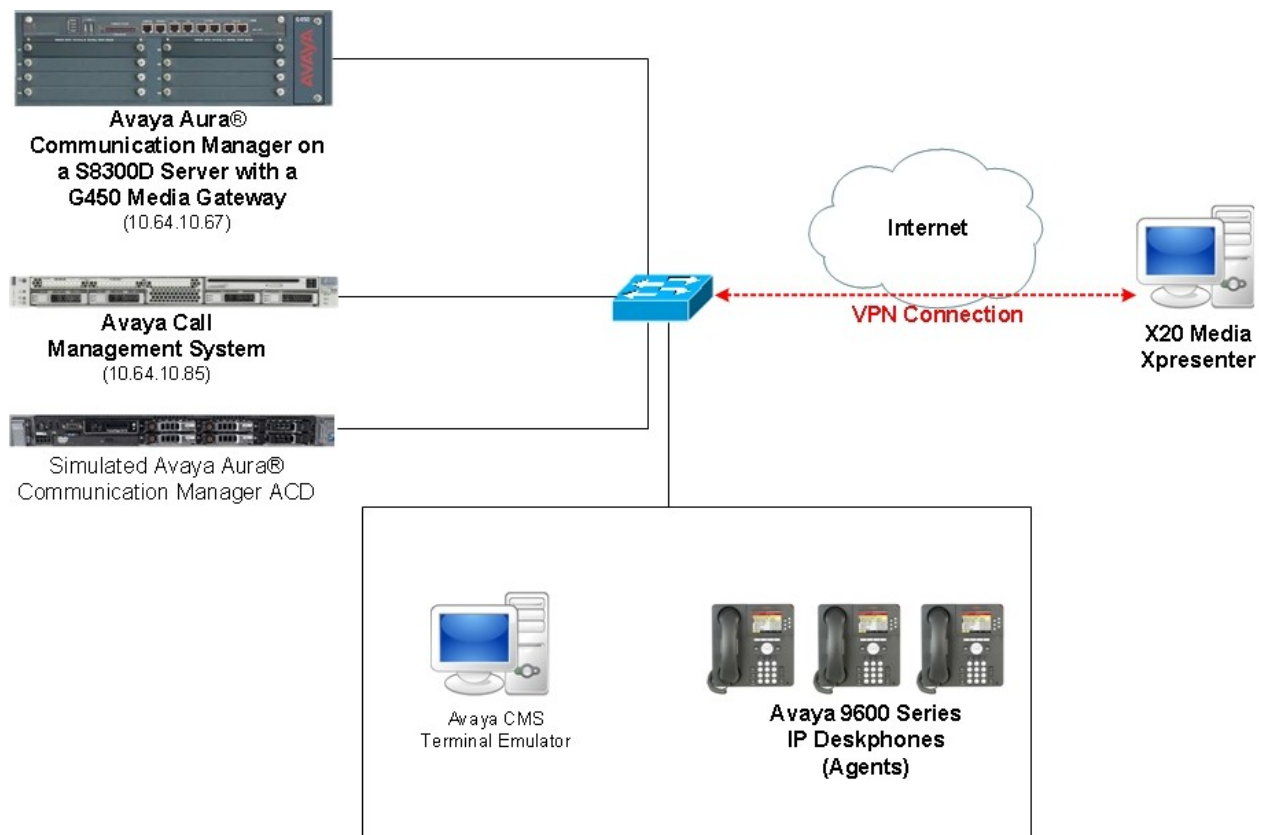 G450
AVAYA
Avaya Aura®
Communication Manager on
a S8300D Server with a
G450 Media Gateway
(10.64.10.67)
Avaya Call
Management System
(10.64.10.85)
Simulated Avaya Aura®
Communication Manager ACD
Internet
VPN Connection
X20 Media
Xpresenter
Avaya CMS
Terminal Emulator
Avaya 9600 Series
IP Deskphones
(Agents)